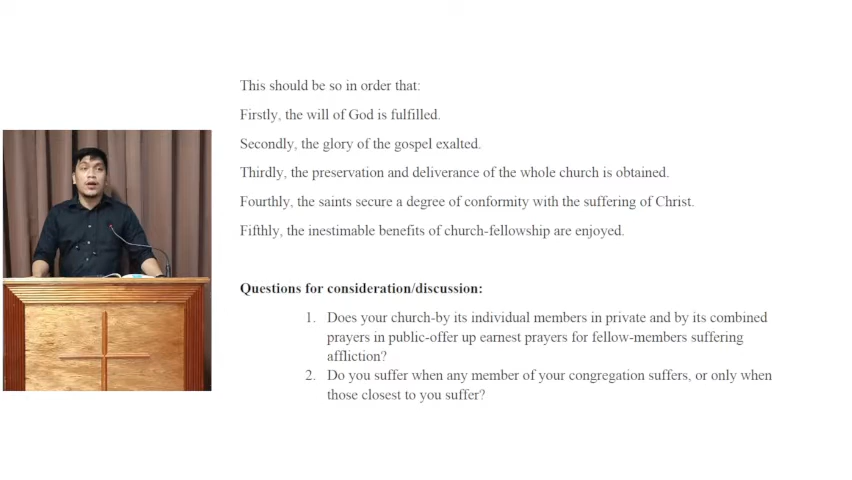 This should be so in order that:
Firstly, the will of God is fulfilled.
Secondly, the glory of the gospel exalted.
Thirdly, the preservation and deliverance of the whole church is obtained.
Fourthly, the saints secure a degree of conformity with the suffering of Christ.
Fifthly, the inestimable benefits of church-fellowship are enjoyed.
Questions for consideration/discussion:
1. Does your church-by its individual members in private and by its combined
prayers in public-offer up earnest prayers for fellow-members suffering
affliction?
2. Do you suffer when any member of your congregation suffers, or only when
those closest to you suffer?